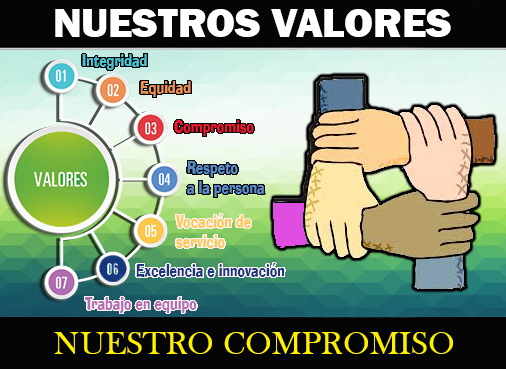 NUESTROS VALORES
01 Integridad
02 Equidad
03 Compromiso
VALORES
04 Respeto
a la persona
05 Vocación de
servicio
06 Excelencia e innovación
07 Trabajo en equipo
NUESTRO COMPROMISO